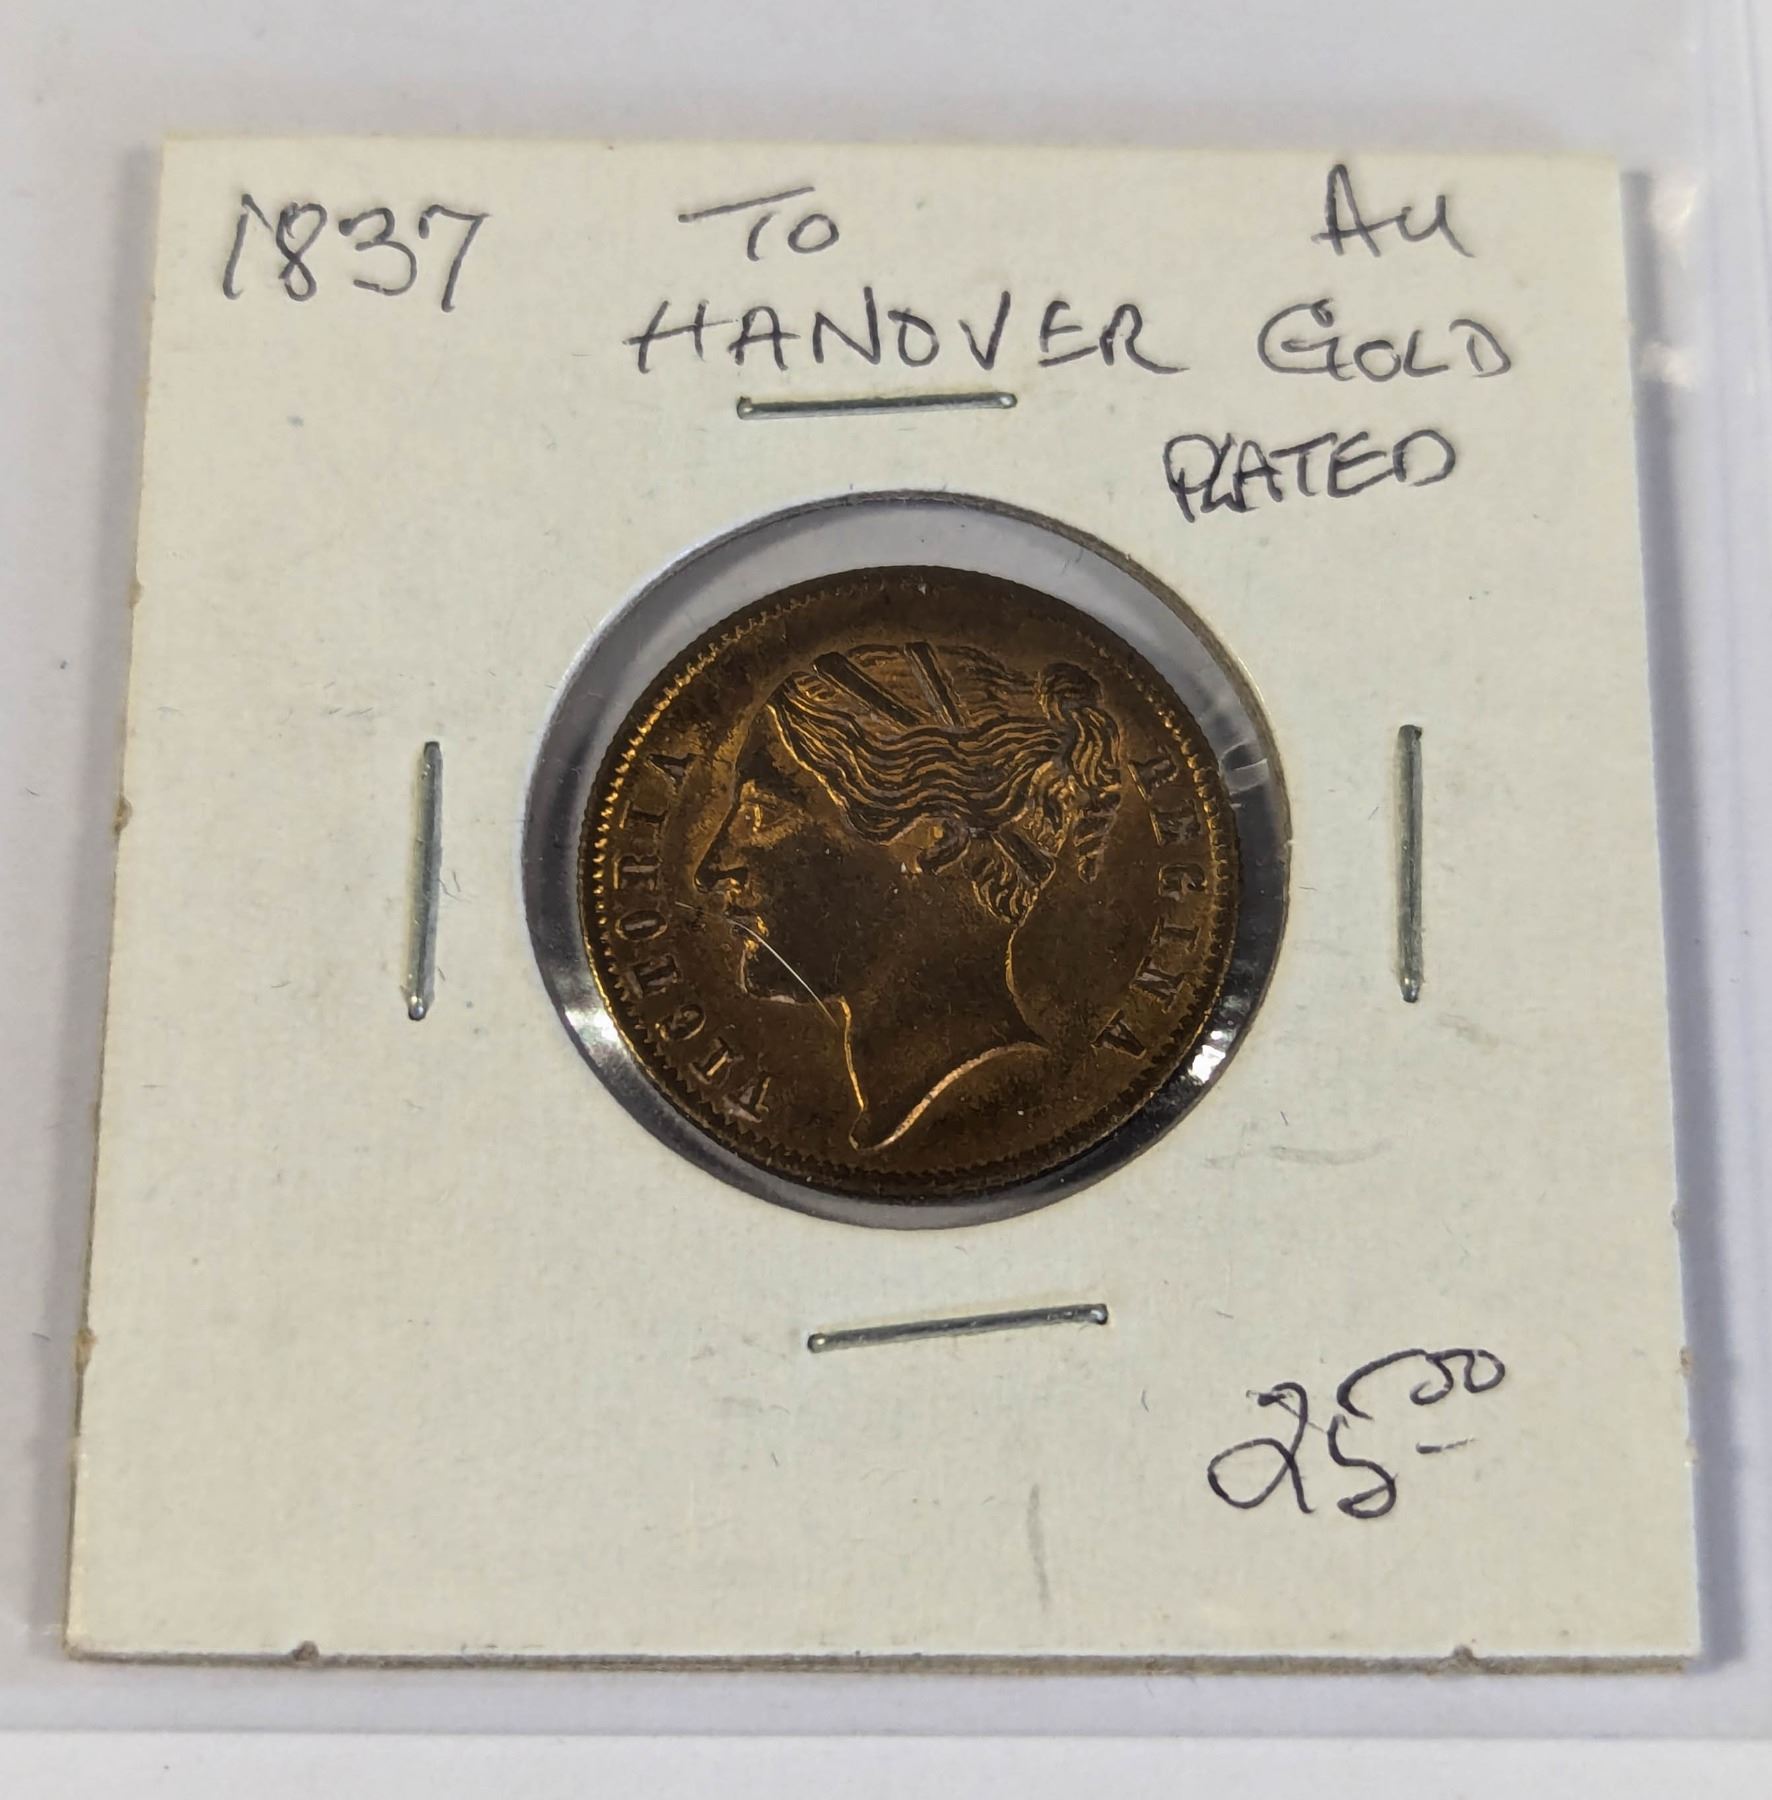 1837 TO AU
HANOVER GOLD
PLATED
VICTORIA REGINA
25.00